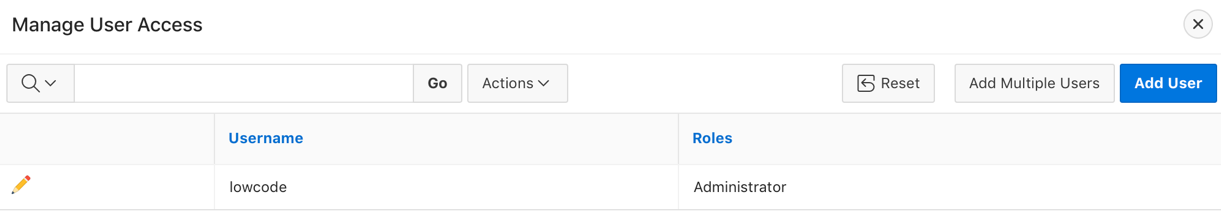 Manage User Access
Go Actions Reset Add Multiple Users Add User
Username Roles
lowcode Administrator